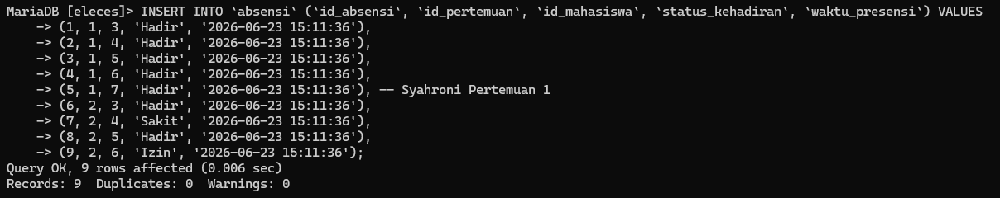 MariaDB [eleces]> INSERT INTO `absensi` (`id_absensi`, `id_pertemuan`, `id_mahasiswa`, `status_kehadiran`, `waktu_presensi`) VALUES
    -> (1, 1, 3, 'Hadir', '2026-06-23 15:11:36'),
    -> (2, 1, 4, 'Hadir', '2026-06-23 15:11:36'),
    -> (3, 1, 5, 'Hadir', '2026-06-23 15:11:36'),
    -> (4, 1, 6, 'Hadir', '2026-06-23 15:11:36'),
    -> (5, 1, 7, 'Hadir', '2026-06-23 15:11:36'), -- Syahroni Pertemuan 1
    -> (6, 2, 3, 'Hadir', '2026-06-23 15:11:36'),
    -> (7, 2, 4, 'Sakit', '2026-06-23 15:11:36'),
    -> (8, 2, 5, 'Hadir', '2026-06-23 15:11:36'),
    -> (9, 2, 6, 'Izin', '2026-06-23 15:11:36');
Query OK, 9 rows affected (0.006 sec)
Records: 9  Duplicates: 0  Warnings: 0